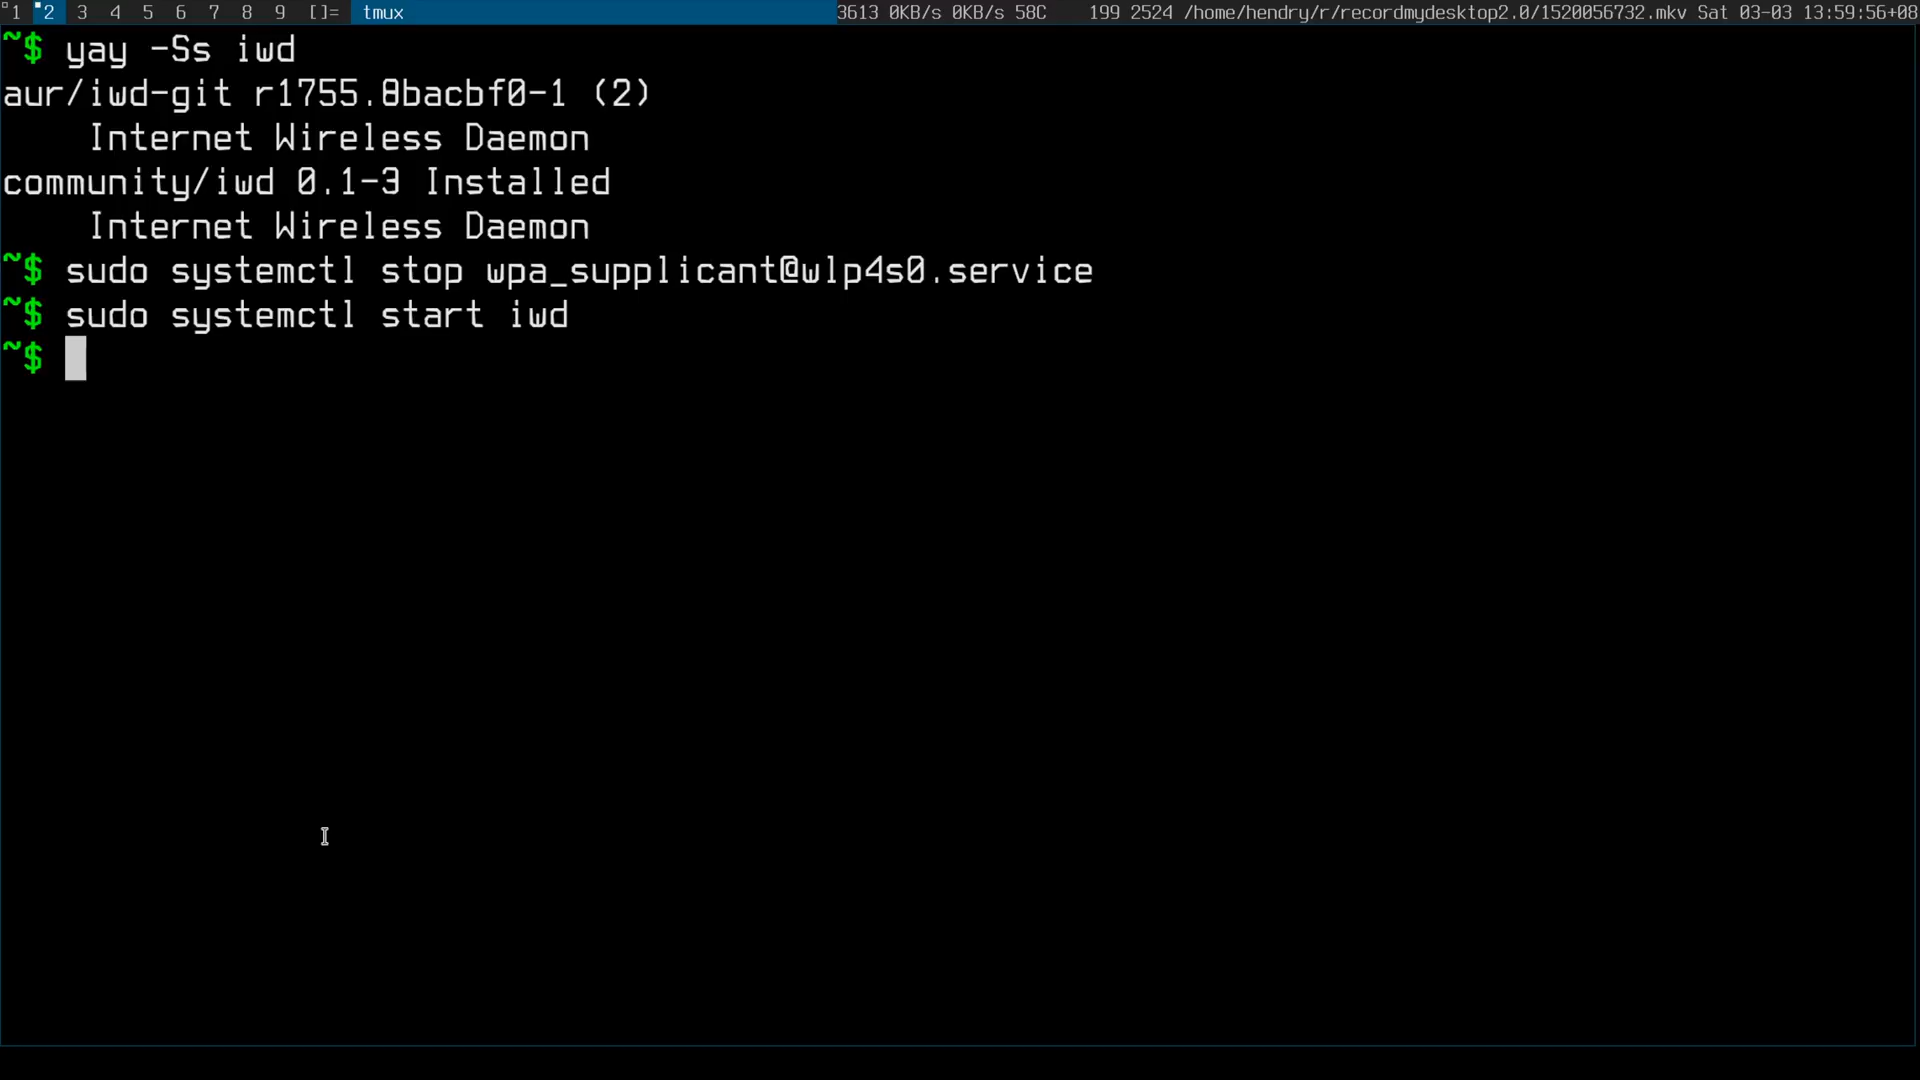 1 2 3 4 5 6 7 8 9 []= tmux 3613 0KB/s 0KB/s 58C 199 2524 /home/hendry/r/recordmydesktop2.0/1520056732.mkv Sat 03-03 13:59:56+08
~$ yay -Ss iwd
aur/iwd-git r1755.8bacbf0-1 (2)
    Internet Wireless Daemon
community/iwd 0.1-3 Installed
    Internet Wireless Daemon
~$ sudo systemctl stop wpa_supplicant@wlp4s0.service
~$ sudo systemctl start iwd
~$